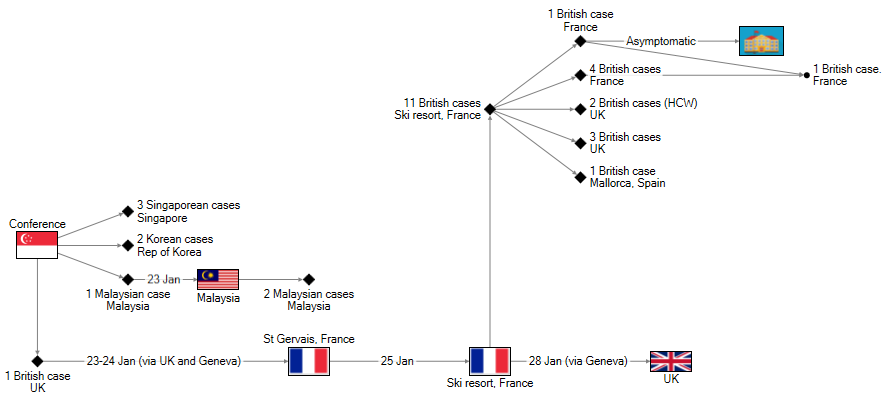 1 British case
France
Asymptomatic
4 British cases
France
1 British case.
France
11 British cases
Ski resort, France
2 British cases (HCW)
UK
3 British cases
UK
1 British case
Mallorca, Spain
3 Singaporean cases
Singapore
Conference
2 Korean cases
Rep of Korea
23 Jan
1 Malaysian case
Malaysia
Malaysia
2 Malaysian cases
Malaysia
St Gervais, France
23-24 Jan (via UK and Geneva)
25 Jan
28 Jan (via Geneva)
1 British case
UK
Ski resort, France
UK